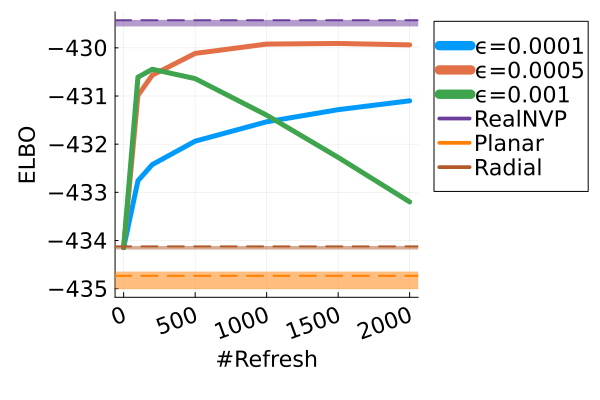 ELBO
−430
−431
−432
−433
−434
−435
0
500
1000
1500
2000
#Refresh
ϵ=0.0001
ϵ=0.0005
ϵ=0.001
RealNVP
Planar
Radial